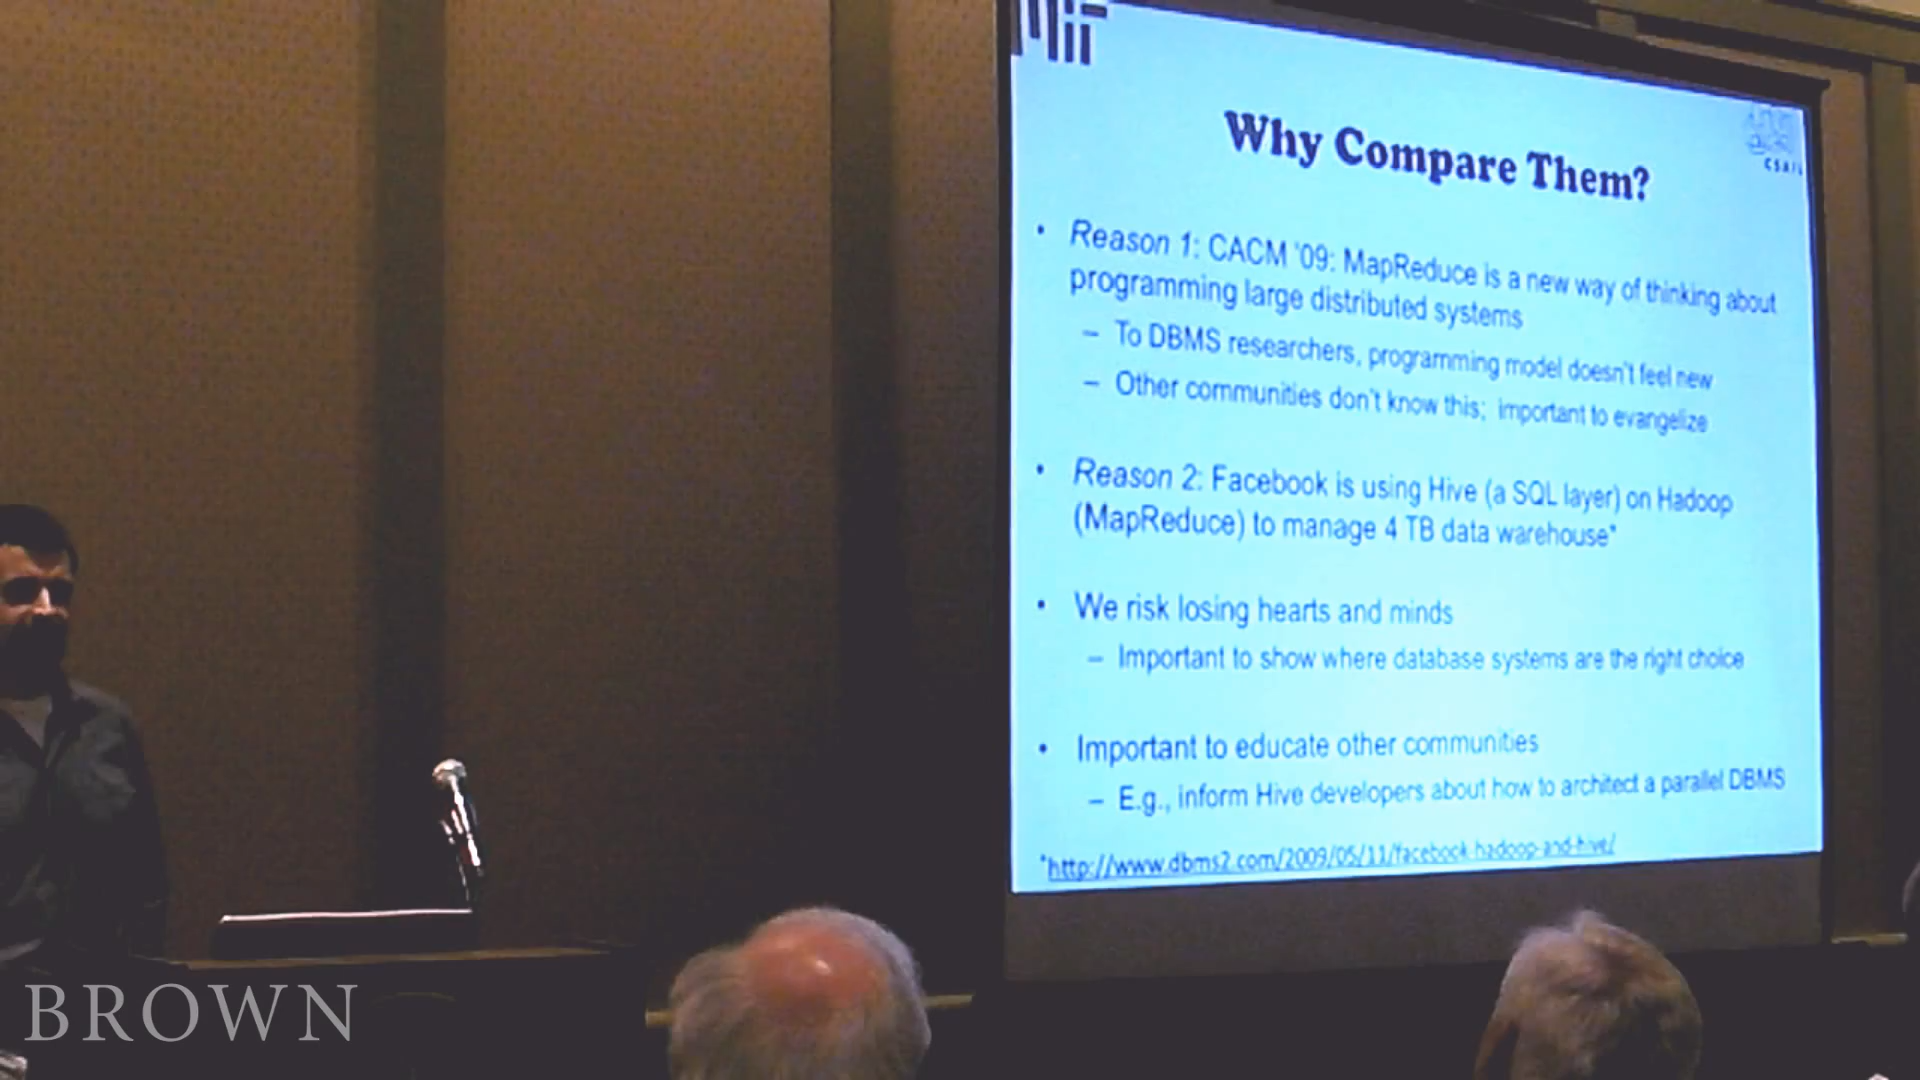 MiT
CSAIL
Why Compare Them?
• Reason 1: CACM '09: MapReduce is a new way of thinking about
programming large distributed systems
– To DBMS researchers, programming model doesn't feel new
– Other communities don't know this; important to evangelize
• Reason 2: Facebook is using Hive (a SQL layer) on Hadoop
(MapReduce) to manage 4 TB data warehouse*
• We risk losing hearts and minds
– Important to show where database systems are the right choice
• Important to educate other communities
– E.g., inform Hive developers about how to architect a parallel DBMS
*http://www.dbms2.com/2009/05/11/facebook-hadoop-and-hive/
BROWN